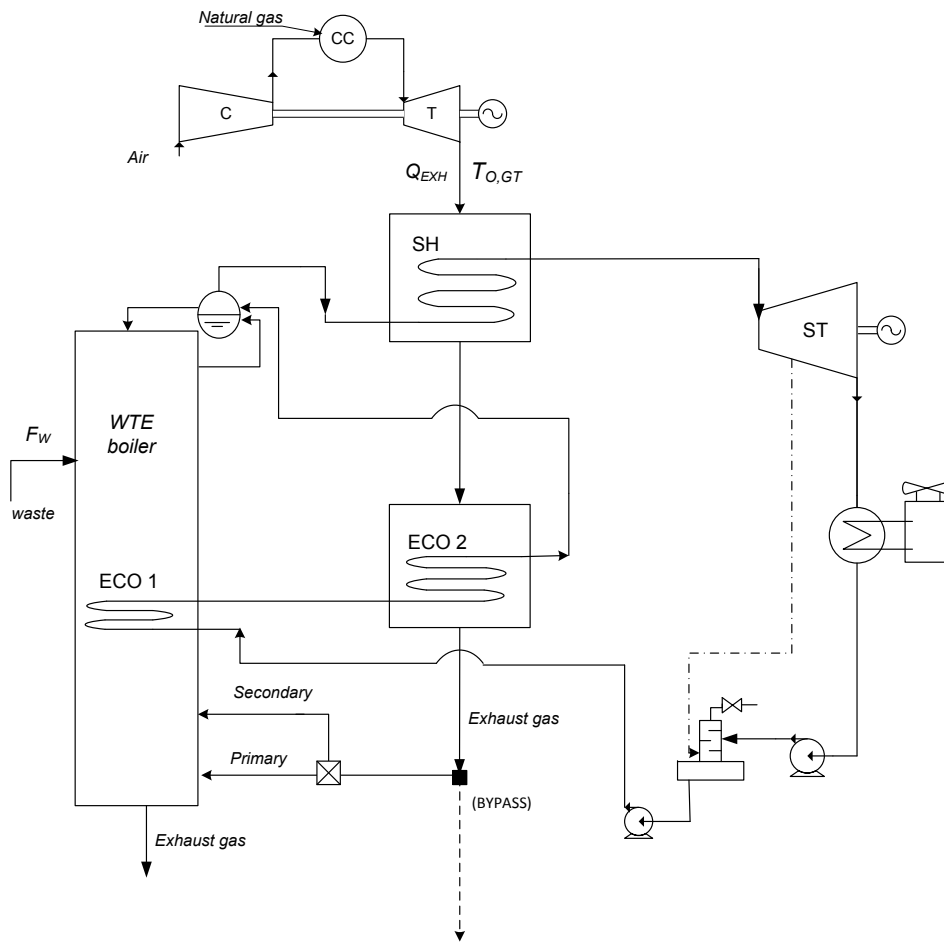 Natural gas
CC
C
T
Air
Q_EXH T_O,GT
SH
ST
WTE
boiler
F_W
waste
ECO 2
ECO 1
Secondary
Exhaust gas
Primary
(BYPASS)
Exhaust gas